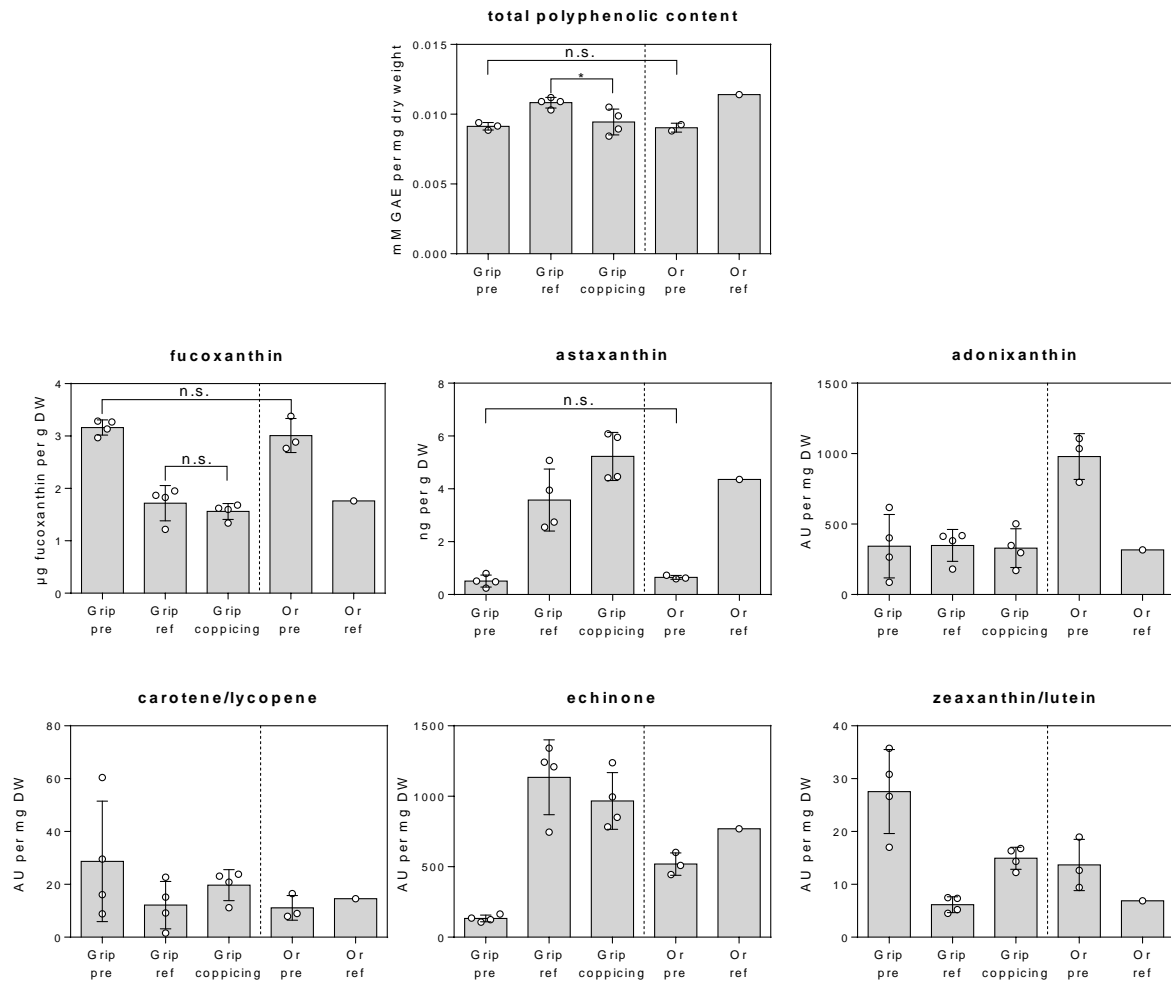 total polyphenolic content
mM GAE per mg dry weight
0.015
0.010
0.005
0.000
n.s.
*
Grip pre
Grip ref
Grip coppicing
Or pre
Or ref
fucoxanthin
µg fucoxanthin per g DW
4
3
2
1
0
n.s.
n.s.
Grip pre
Grip ref
Grip coppicing
Or pre
Or ref
astaxanthin
ng per g DW
8
6
4
2
0
n.s.
Grip pre
Grip ref
Grip coppicing
Or pre
Or ref
adonixanthin
AU per mg DW
1500
1000
500
0
Grip pre
Grip ref
Grip coppicing
Or pre
Or ref
carotene/lycopene
AU per mg DW
80
60
40
20
0
Grip pre
Grip ref
Grip coppicing
Or pre
Or ref
echinone
AU per mg DW
1500
1000
500
0
Grip pre
Grip ref
Grip coppicing
Or pre
Or ref
zeaxanthin/lutein
AU per mg DW
40
30
20
10
0
Grip pre
Grip ref
Grip coppicing
Or pre
Or ref